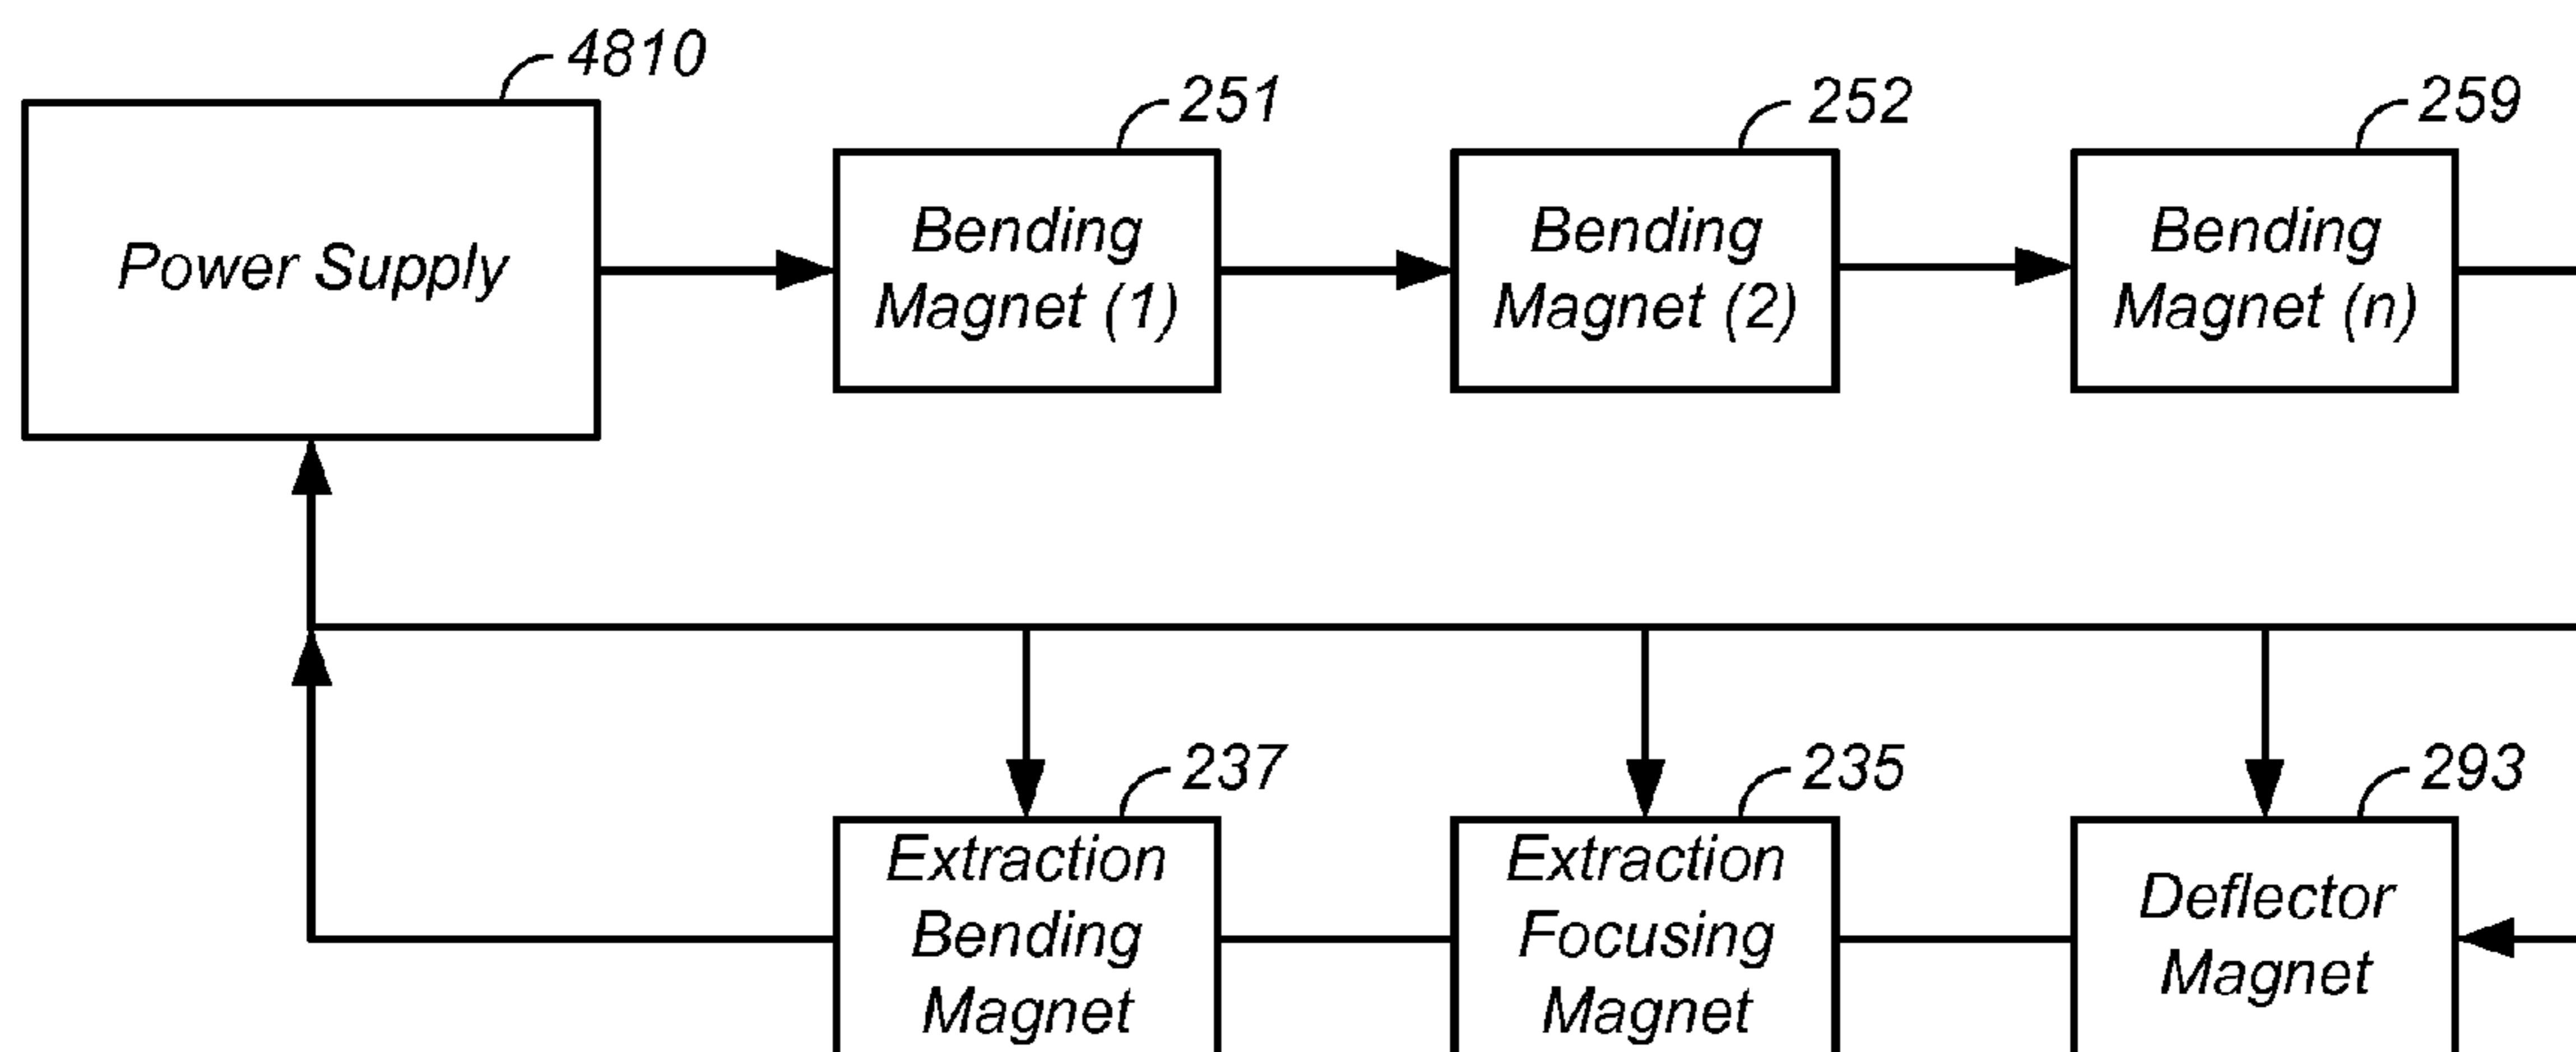 4810
251
252
259
Power Supply
Bending
Magnet (1)
Bending
Magnet (2)
Bending
Magnet (n)
237
235
293
Extraction
Bending
Magnet
Extraction
Focusing
Magnet
Deflector
Magnet